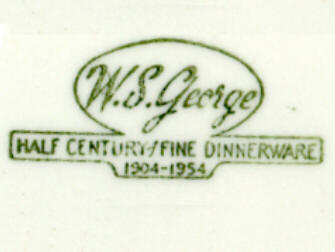 W.S. George
HALF CENTURY of FINE DINNERWARE
1904-1954